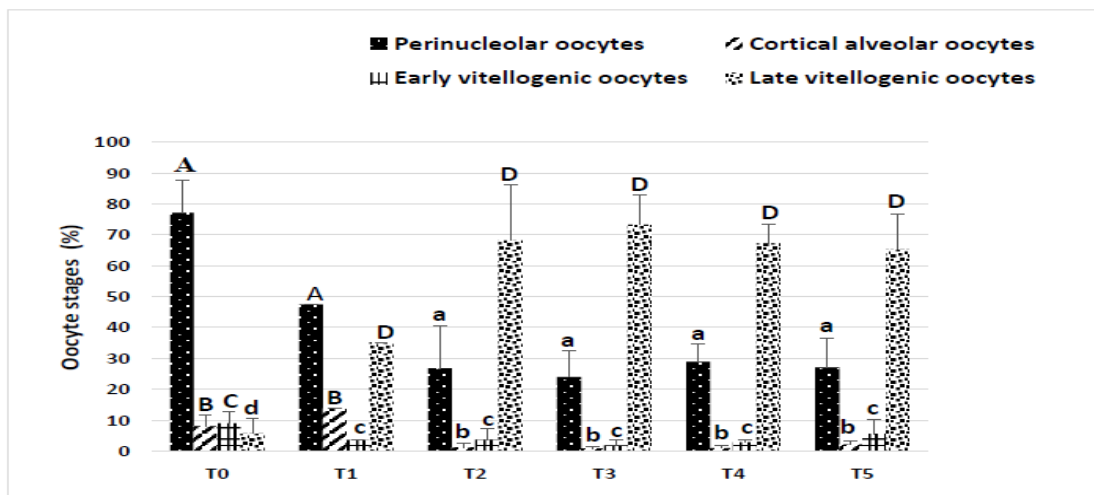 Perinucleolar oocytes Cortical alveolar oocytes
Early vitellogenic oocytes Late vitellogenic oocytes
Oocyte stages (%)
100
90
80
70
60
50
40
30
20
10
0
A B C d
A B c D
a b c D
a b c D
a b c D
a b c D
T0 T1 T2 T3 T4 T5